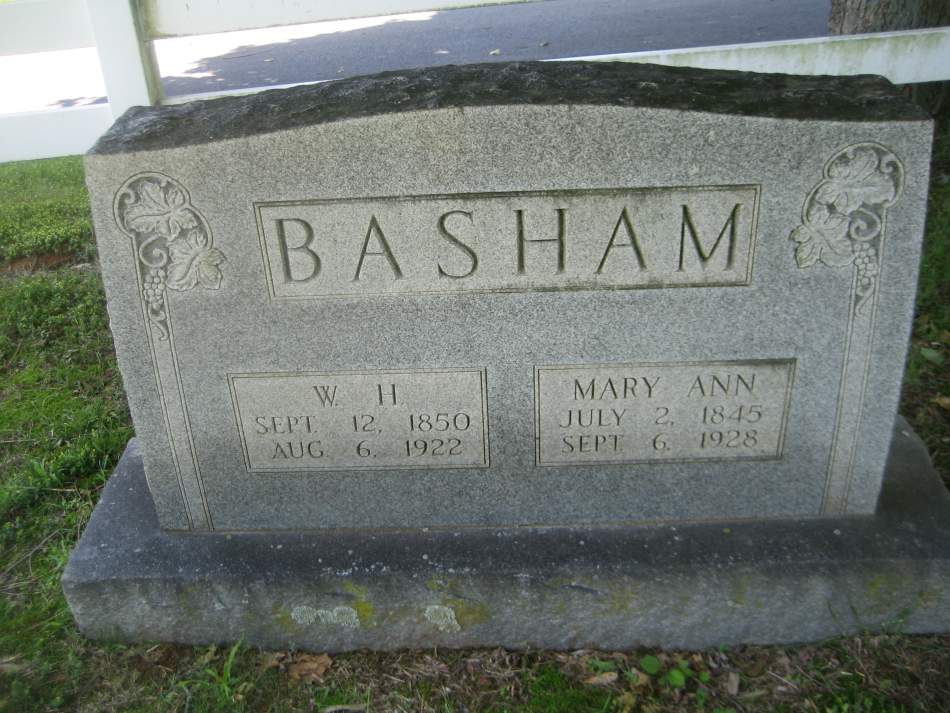 BASHAM
W. H.
SEPT. 12, 1850
AUG. 6, 1922
MARY ANN
JULY 2, 1845
SEPT. 6, 1928